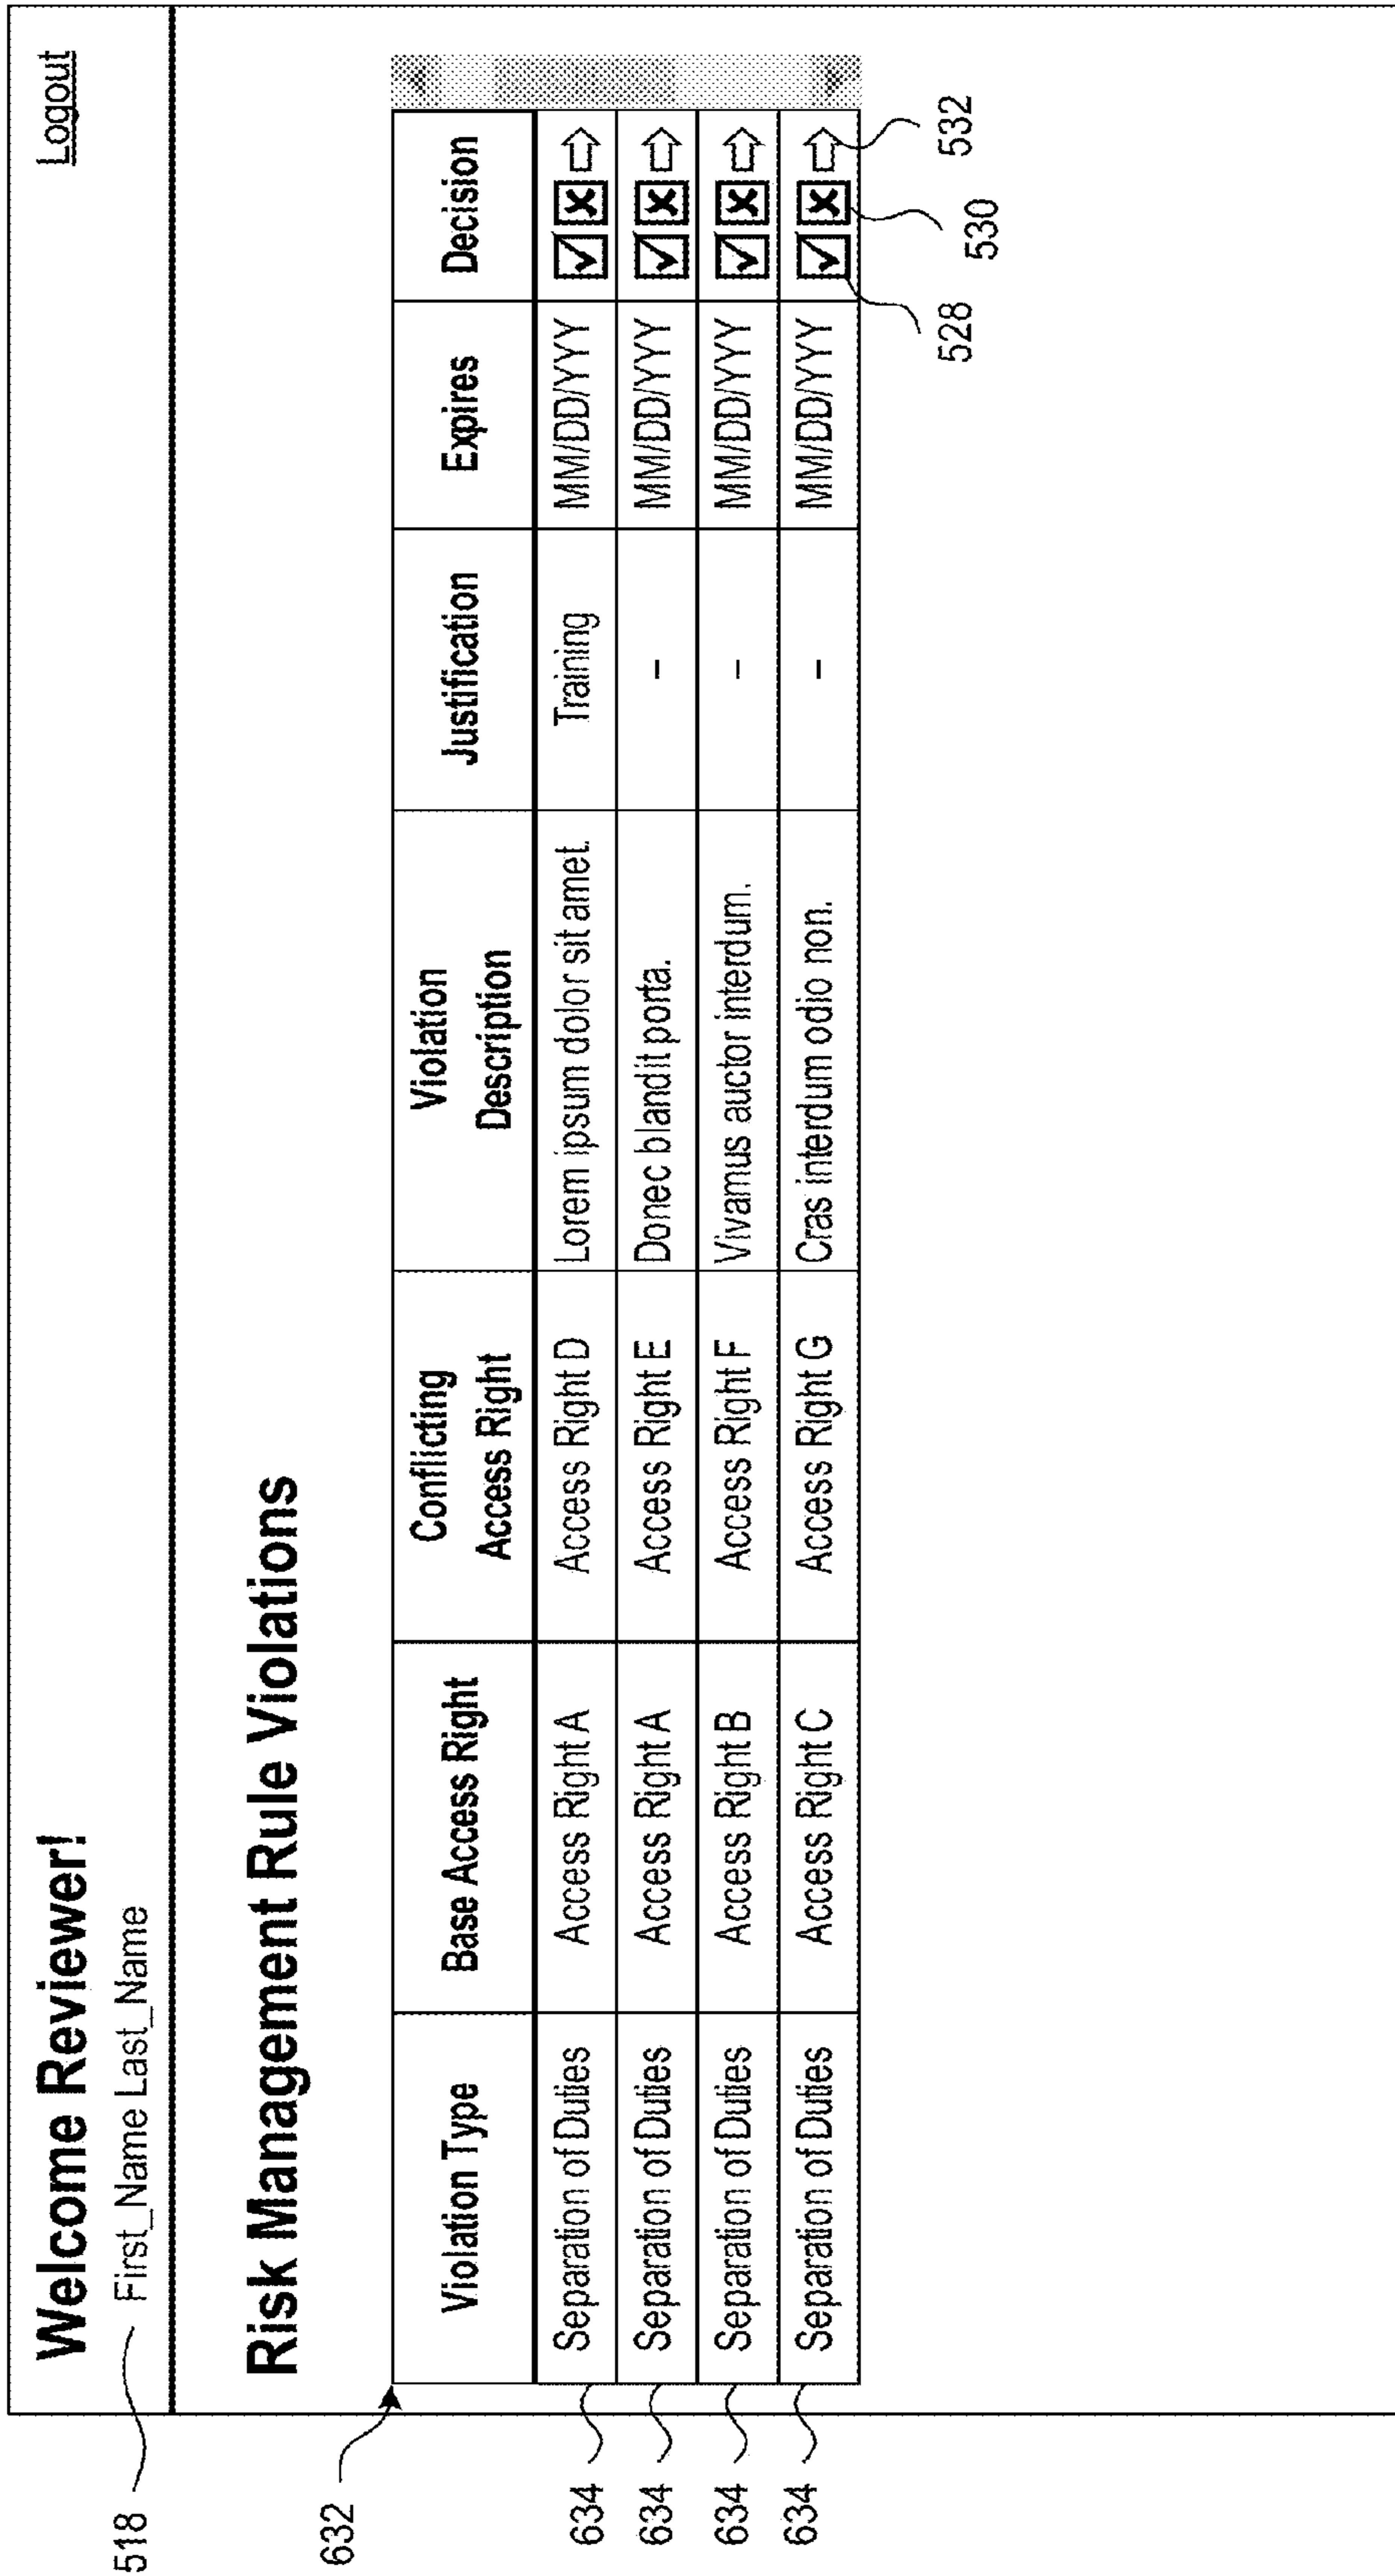 Welcome Reviewer! Logout
518 First_Name Last_Name
Risk Management Rule Violations
632
Violation Type Base Access Right Conflicting Access Right Violation Description Justification Expires Decision
634 Separation of Duties Access Right A Access Right D Lorem ipsum dolor sit amet. Training MM/DD/YYY
634 Separation of Duties Access Right A Access Right E Donec blandit porta. - MM/DD/YYY
634 Separation of Duties Access Right B Access Right F Vivamus auctor interdum. - MM/DD/YYY
634 Separation of Duties Access Right C Access Right G Cras interdum odio non. - MM/DD/YYY
528 530 532